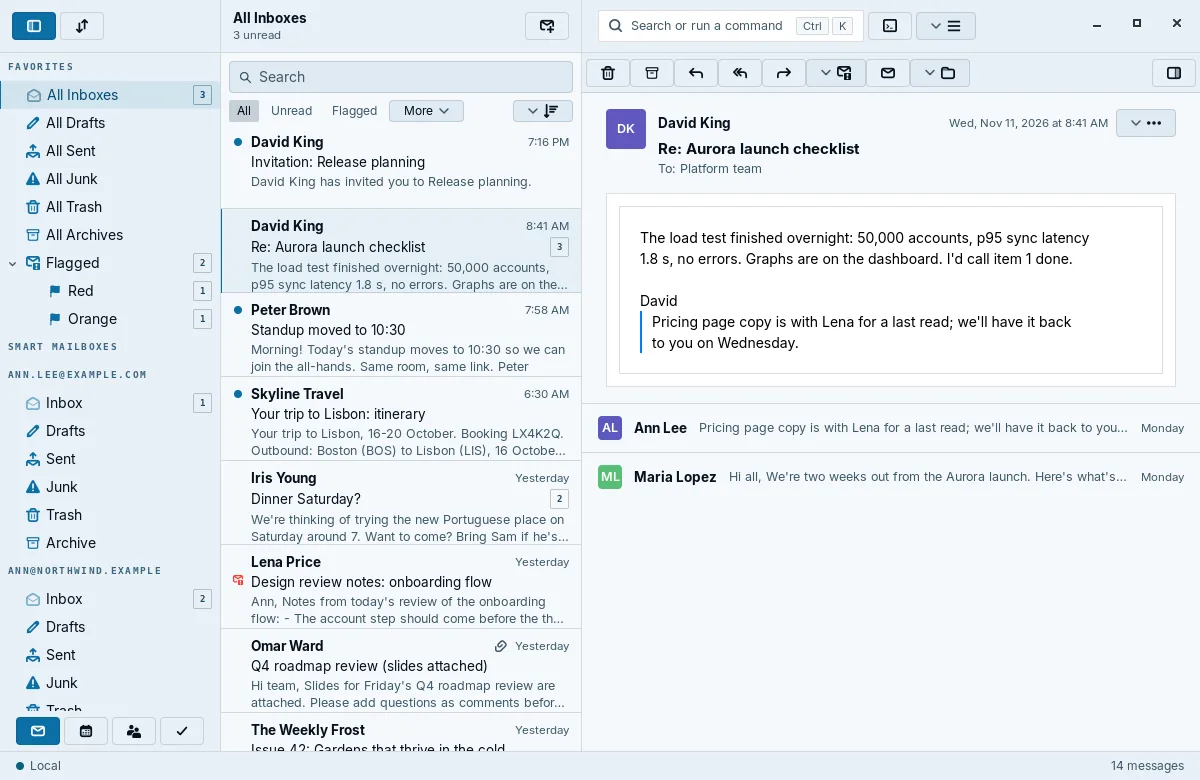 All Inboxes
3 unread
Search or run a command
Ctrl
K
FAVORITES
All Inboxes
3
All Drafts
All Sent
All Junk
All Trash
All Archives
Flagged
2
Red
1
Orange
1
SMART MAILBOXES
ANN.LEE@EXAMPLE.COM
Inbox
1
Drafts
Sent
Junk
Trash
Archive
ANN@NORTHWIND.EXAMPLE
Inbox
2
Drafts
Sent
Junk
Trash
Local
Search
All
Unread
Flagged
More
David King
7:16 PM
Invitation: Release planning
David King has invited you to Release planning.
David King
8:41 AM
Re: Aurora launch checklist
3
The load test finished overnight: 50,000 accounts,
p95 sync latency 1.8 s, no errors. Graphs are on the…
Peter Brown
7:58 AM
Standup moved to 10:30
Morning! Today's standup moves to 10:30 so we can
join the all-hands. Same room, same link. Peter
Skyline Travel
6:30 AM
Your trip to Lisbon: itinerary
Your trip to Lisbon, 16-20 October. Booking LX4K2Q.
Outbound: Boston (BOS) to Lisbon (LIS), 16 Octobe…
Iris Young
Yesterday
Dinner Saturday?
2
We're thinking of trying the new Portuguese place on
Saturday around 7. Want to come? Bring Sam if he's…
Lena Price
Yesterday
Design review notes: onboarding flow
Ann, Notes from today's review of the onboarding
flow: - The account step should come before the th…
Omar Ward
Yesterday
Q4 roadmap review (slides attached)
Hi team, Slides for Friday's Q4 roadmap review are
attached. Please add questions as comments befor…
The Weekly Frost
Yesterday
Issue 42: Gardens that thrive in the cold
DK
David King
Wed, Nov 11, 2026 at 8:41 AM
Re: Aurora launch checklist
To: Platform team
The load test finished overnight: 50,000 accounts, p95 sync latency
1.8 s, no errors. Graphs are on the dashboard. I'd call item 1 done.
David
Pricing page copy is with Lena for a last read; we'll have it back
to you on Wednesday.
AL
Ann Lee
Pricing page copy is with Lena for a last read; we'll have it back to you…
Monday
ML
Maria Lopez
Hi all, We're two weeks out from the Aurora launch. Here's what's…
Monday
14 messages